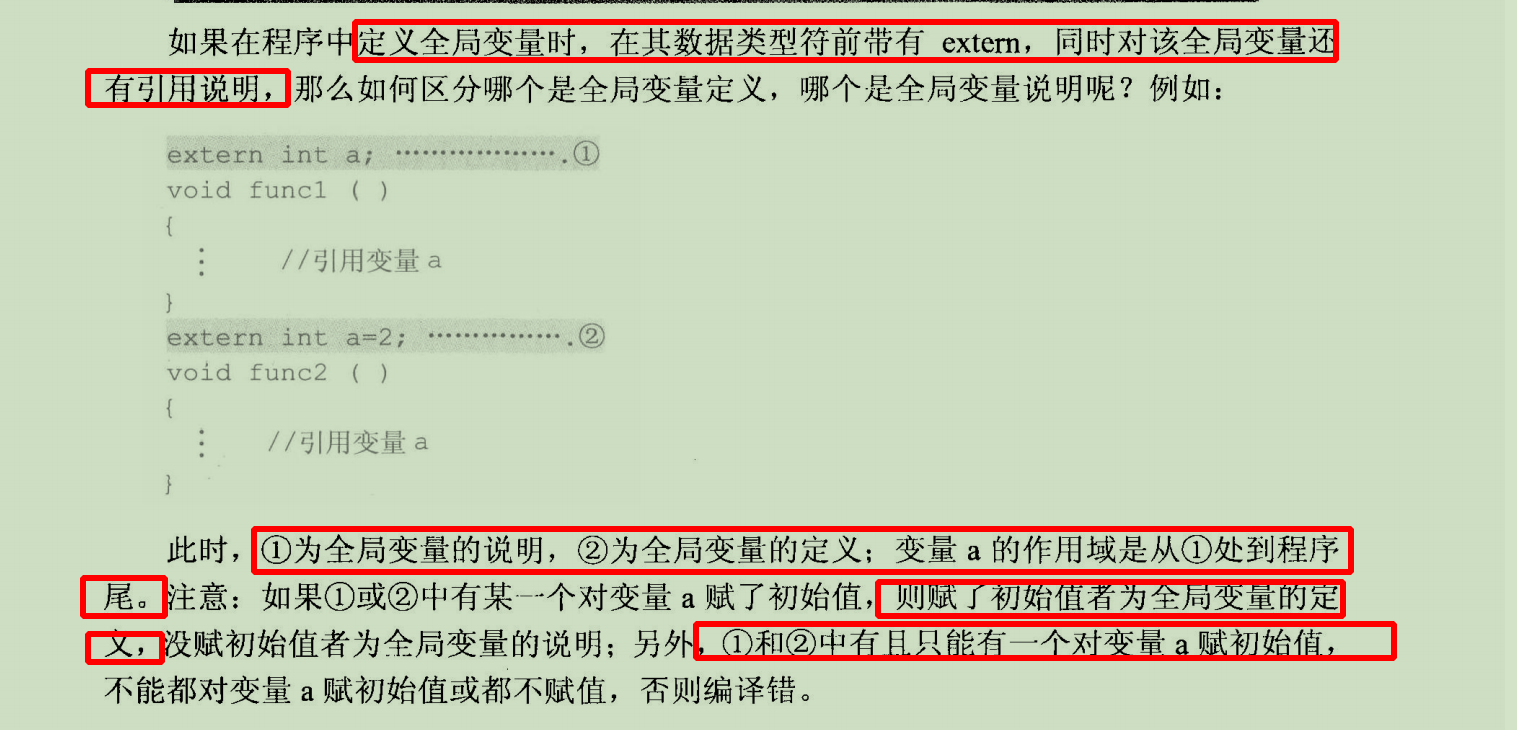 如果在程序中定义全局变量时，在其数据类型符前带有 extern，同时对该全局变量还
有引用说明，那么如何区分哪个是全局变量定义，哪个是全局变量说明呢？例如：
extern int a; ···················.①
void func1 ( )
{
⋮ //引用变量 a
}
extern int a=2; ················.②
void func2 ( )
{
⋮ //引用变量 a
}
此时，①为全局变量的说明，②为全局变量的定义；变量 a 的作用域是从①处到程序
尾。注意：如果①或②中有某一个对变量 a 赋了初始值，则赋了初始值者为全局变量的定
义，没赋初始值者为全局变量的说明；另外，①和②中有且只能有一个对变量 a 赋初始值，
不能都对变量 a 赋初始值或都不赋值，否则编译错。